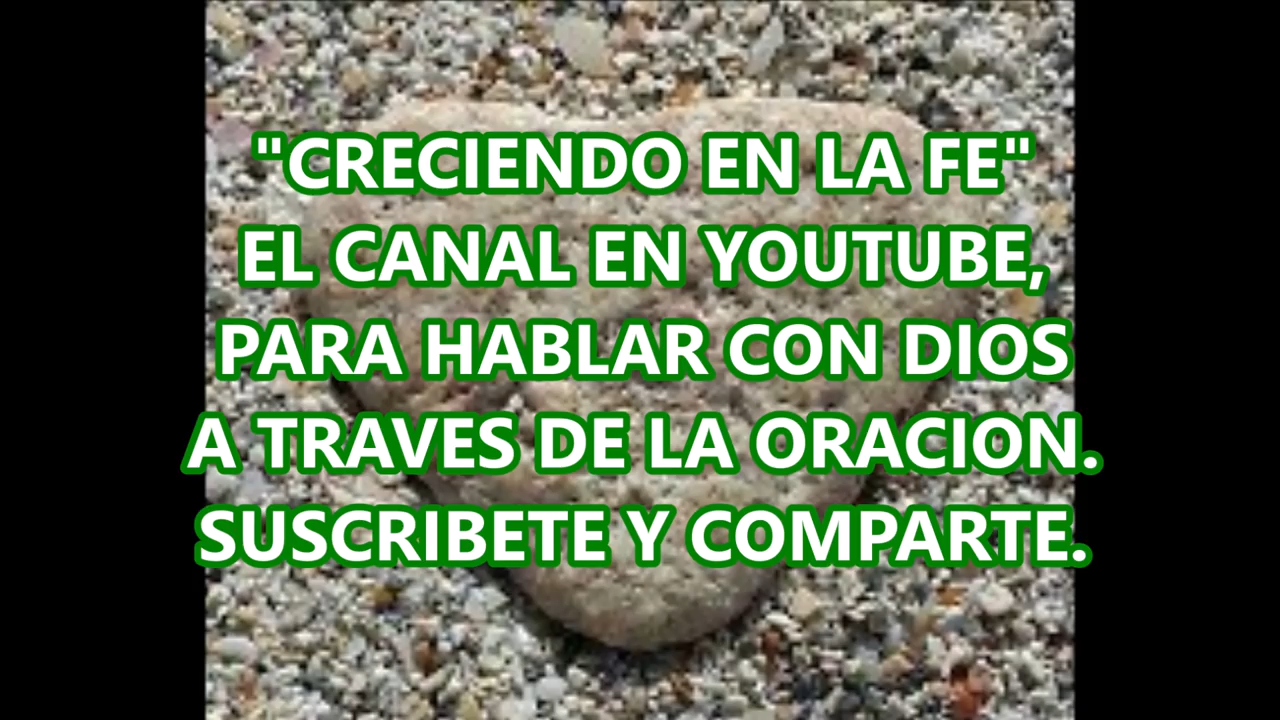 "CRECIENDO EN LA FE"
EL CANAL EN YOUTUBE,
PARA HABLAR CON DIOS
A TRAVES DE LA ORACION.
SUSCRIBETE Y COMPARTE.